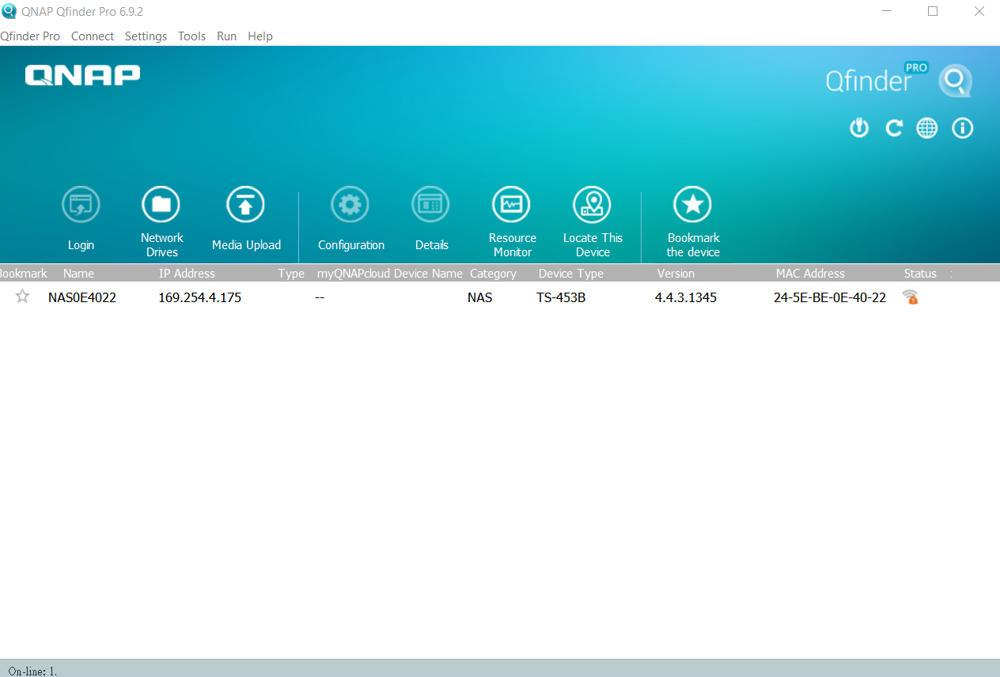 QNAP Qfinder Pro 6.9.2
Qfinder Pro Connect Settings Tools Run Help
QNAP
Qfinder PRO
Login
Network Drives
Media Upload
Configuration
Details
Resource Monitor
Locate This Device
Bookmark the device
Bookmark Name IP Address Type myQNAPcloud Device Name Category Device Type Version MAC Address Status :
NAS0E4022 169.254.4.175 -- NAS TS-453B 4.4.3.1345 24-5E-BE-0E-40-22
On-line: 1.